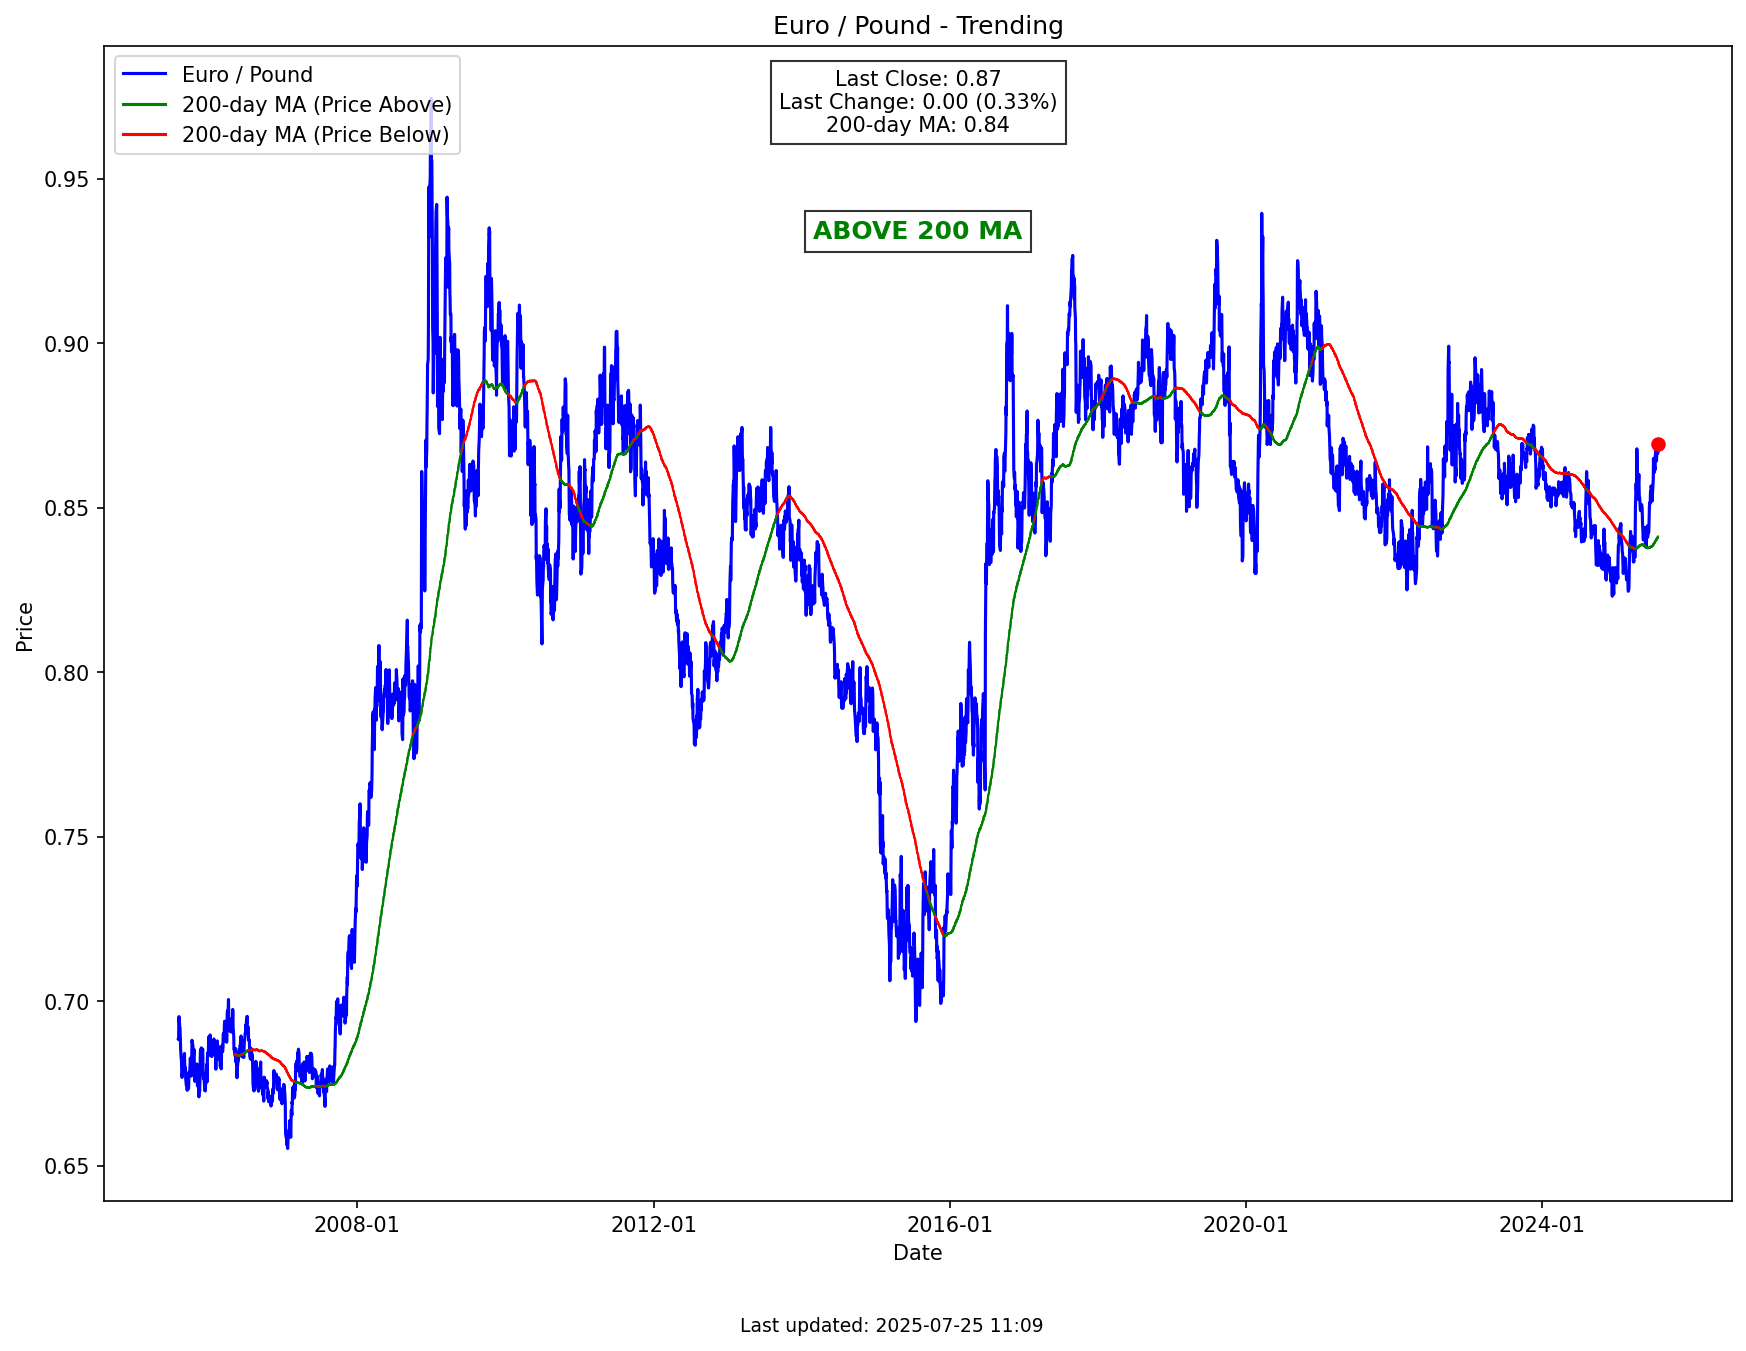 Euro / Pound - Trending
Euro / Pound
200-day MA (Price Above)
200-day MA (Price Below)
Last Close: 0.87
Last Change: 0.00 (0.33%)
200-day MA: 0.84
ABOVE 200 MA
Price
0.95
0.90
0.85
0.80
0.75
0.70
0.65
2008-01
2012-01
2016-01
2020-01
2024-01
Date
Last updated: 2025-07-25 11:09